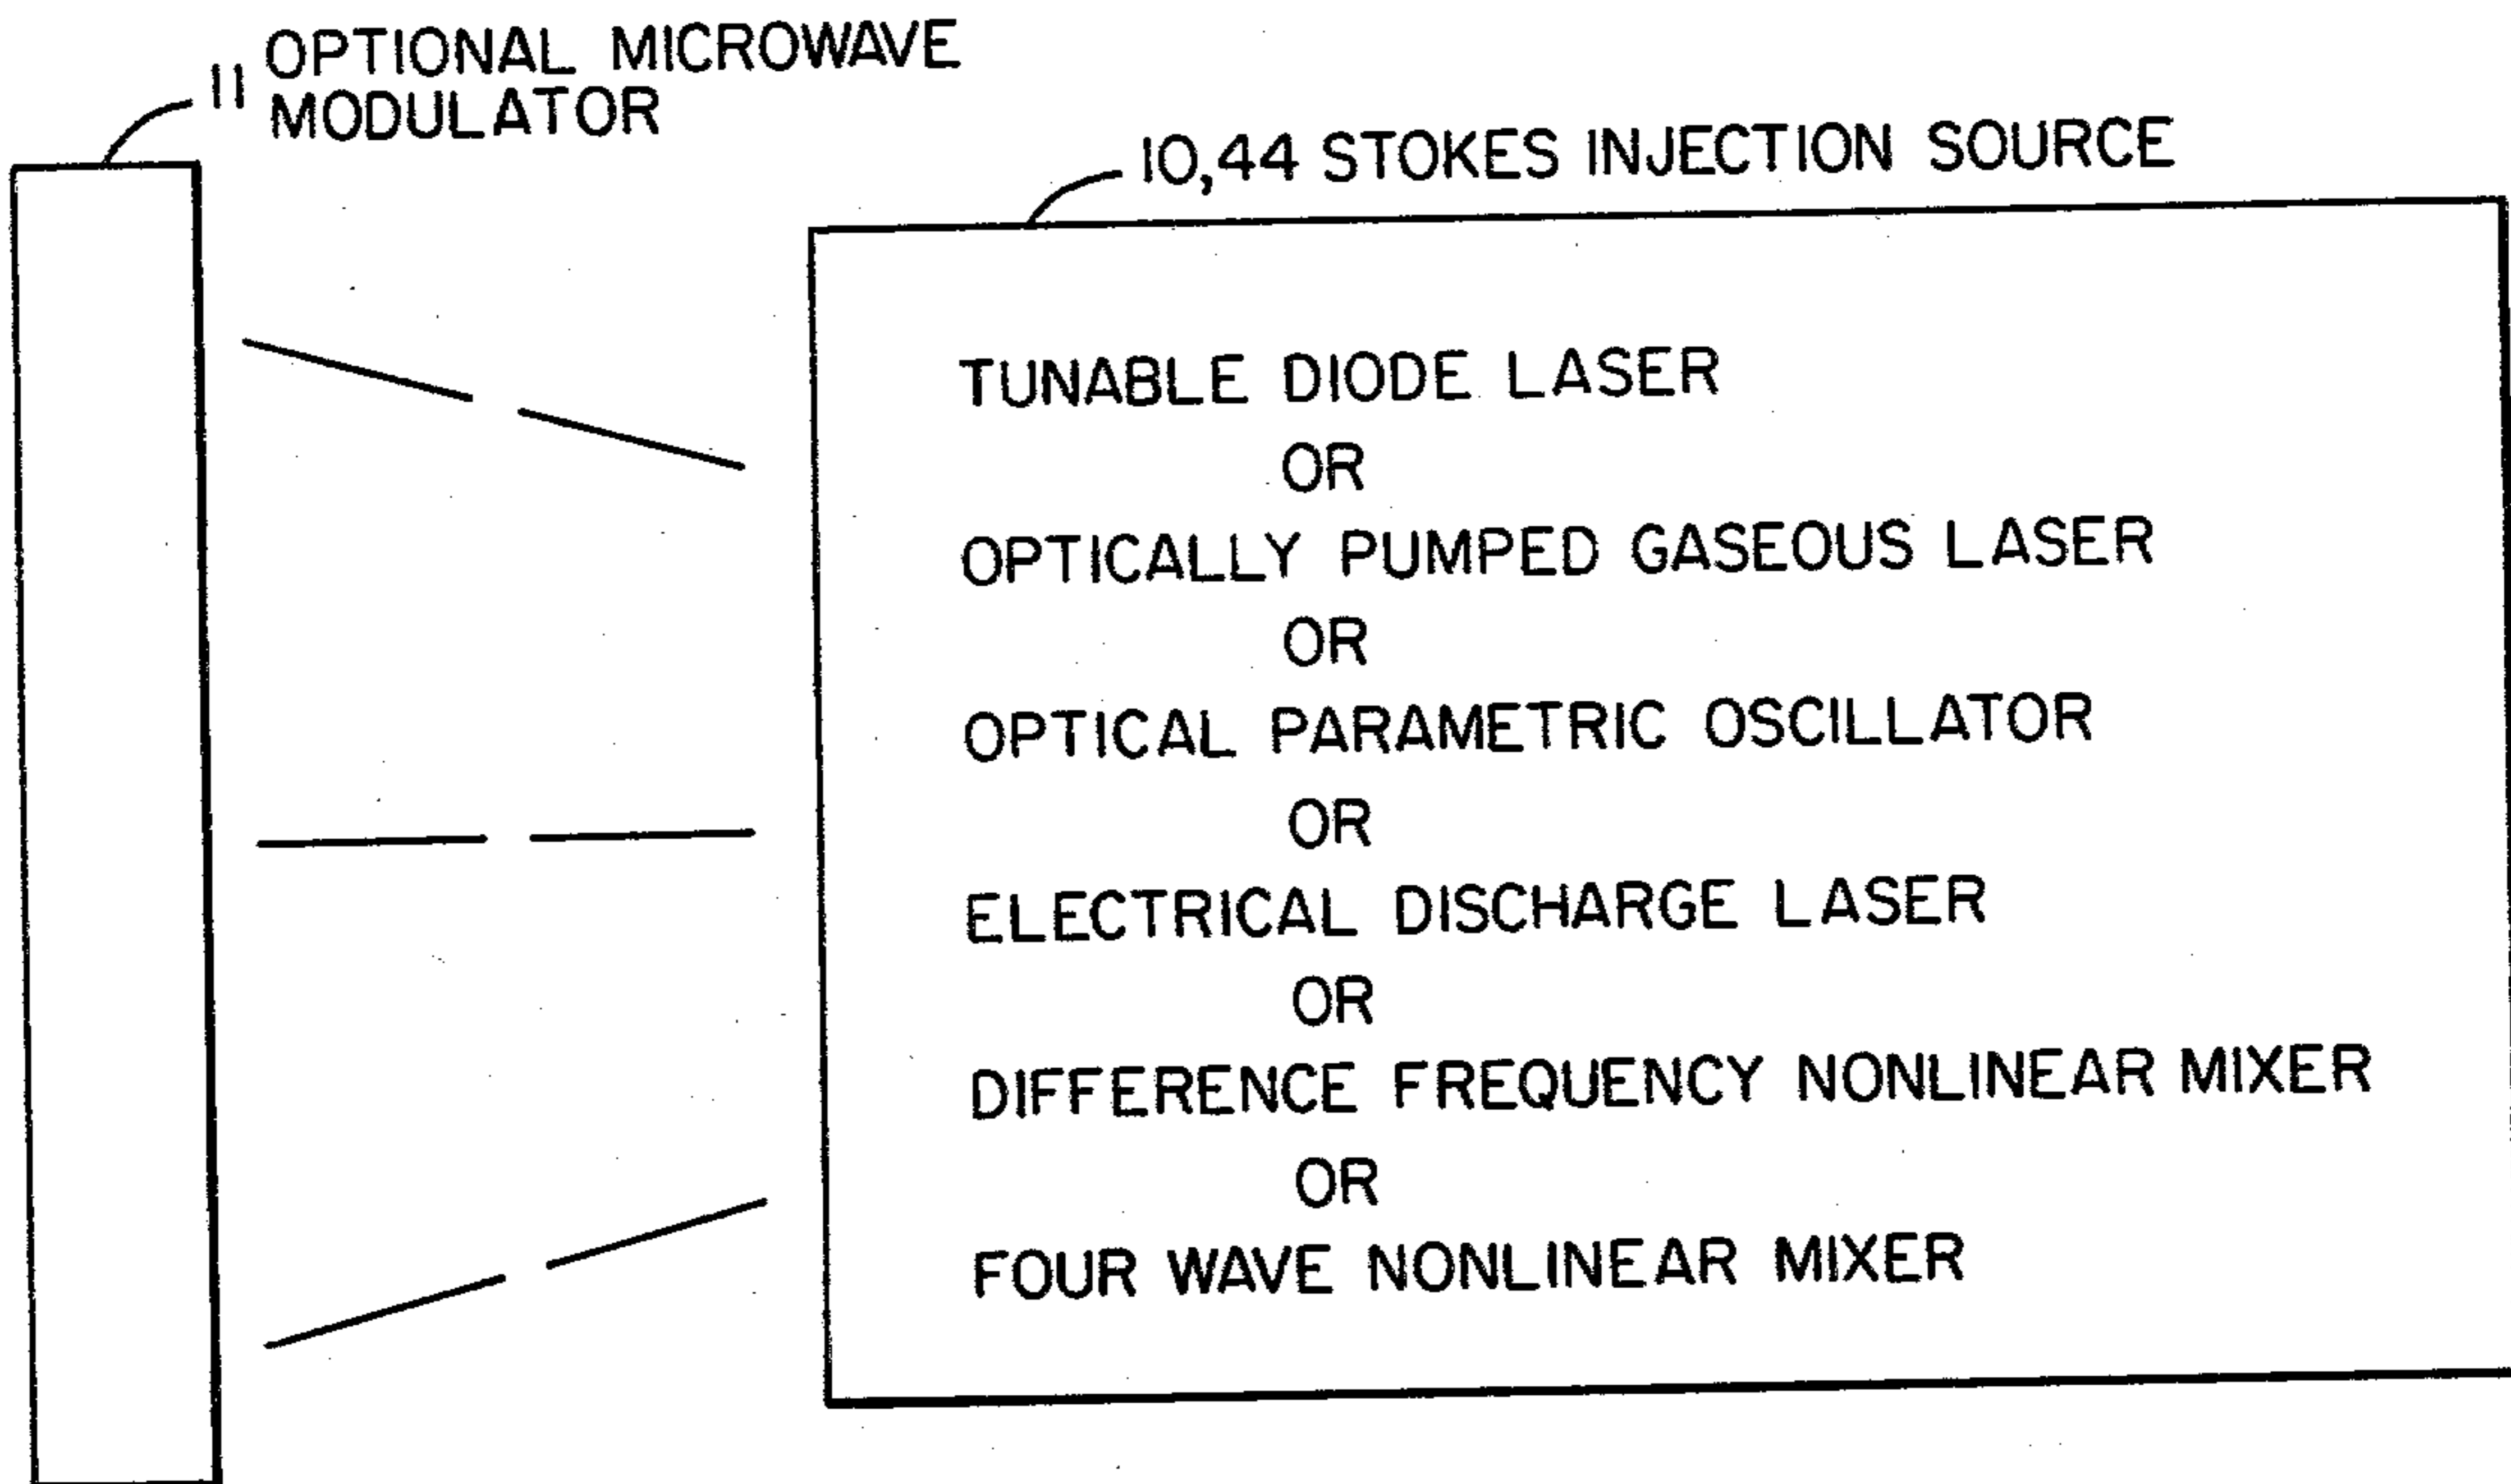 11 OPTIONAL MICROWAVE
MODULATOR
10,44 STOKES INJECTION SOURCE
TUNABLE DIODE LASER
OR
OPTICALLY PUMPED GASEOUS LASER
OR
OPTICAL PARAMETRIC OSCILLATOR
OR
ELECTRICAL DISCHARGE LASER
OR
DIFFERENCE FREQUENCY NONLINEAR MIXER
OR
FOUR WAVE NONLINEAR MIXER